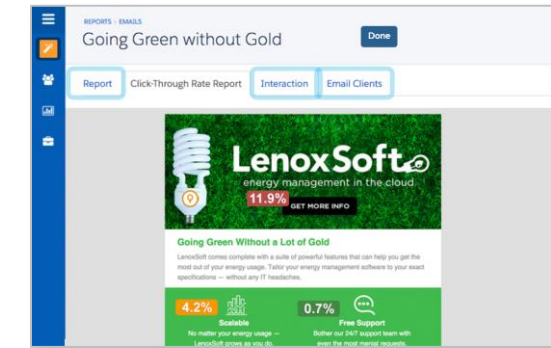 REPORTS › EMAILS
Going Green without Gold
Done
Report
Click-Through Rate Report
Interaction
Email Clients
LenoxSoft
energy management in the cloud
11.9%
GET MORE INFO
Going Green Without a Lot of Gold
LenoxSoft comes complete with a suite of powerful features that can help you get the
most out of your energy usage. Tailor your energy management software to your exact
specifications — without any IT headaches.
4.2%
0.7%
Scalable
Free Support
No matter your energy usage —
Bother our 24/7 support team with
LenoxSoft grows as you do.
even the most menial requests.